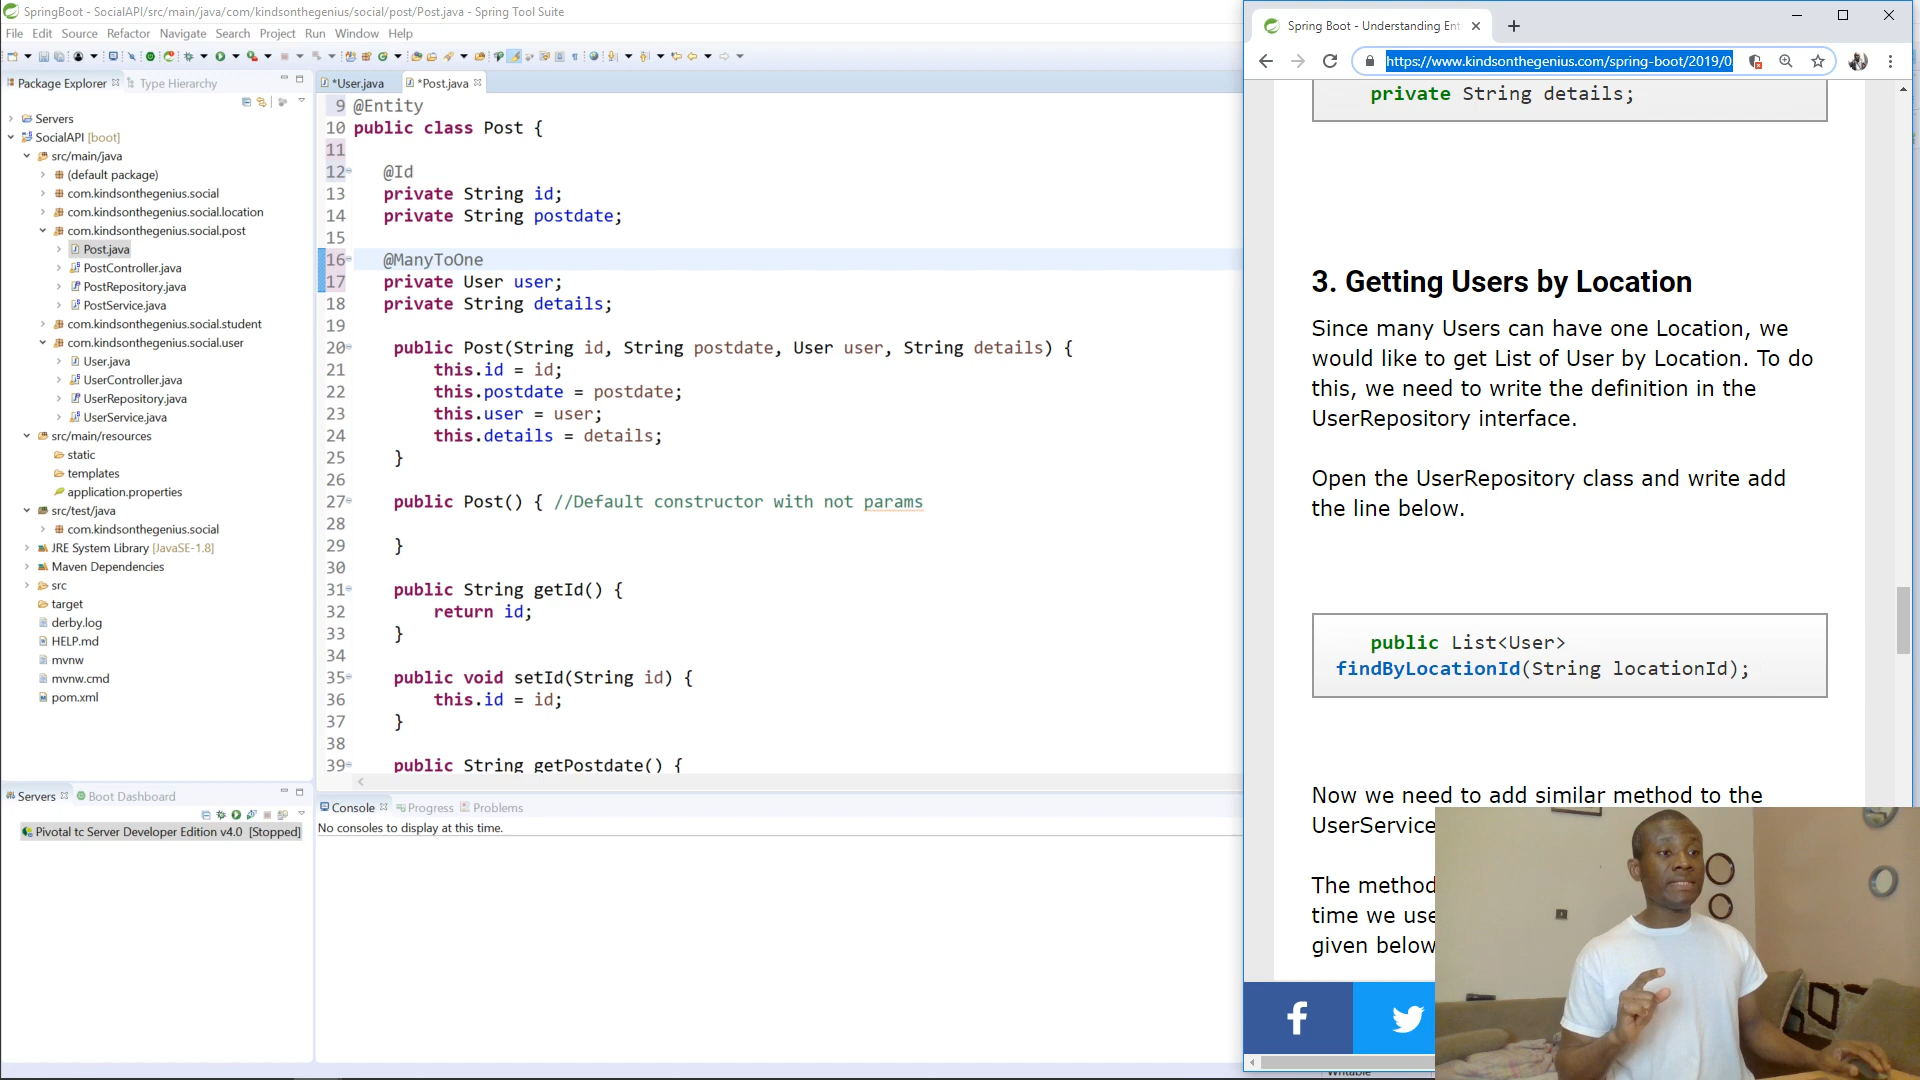 SpringBoot - SocialAPI/src/main/java/com/kindsonthegenius/social/post/Post.java - Spring Tool Suite
File Edit Source Refactor Navigate Search Project Run Window Help
Package Explorer
Type Hierarchy
Servers
SocialAPI [boot]
src/main/java
(default package)
com.kindsonthegenius.social
com.kindsonthegenius.social.location
com.kindsonthegenius.social.post
Post.java
PostController.java
PostRepository.java
PostService.java
com.kindsonthegenius.social.student
com.kindsonthegenius.social.user
User.java
UserController.java
UserRepository.java
UserService.java
src/main/resources
static
templates
application.properties
src/test/java
com.kindsonthegenius.social
JRE System Library [JavaSE-1.8]
Maven Dependencies
src
target
derby.log
HELP.md
mvnw
mvnw.cmd
pom.xml
Servers
Boot Dashboard
Pivotal tc Server Developer Edition v4.0 [Stopped]
*User.java
*Post.java
9 @Entity
10 public class Post {
11
12 @Id
13 private String id;
14 private String postdate;
15
16 @ManyToOne
17 private User user;
18 private String details;
19
20 public Post(String id, String postdate, User user, String details) {
21 this.id = id;
22 this.postdate = postdate;
23 this.user = user;
24 this.details = details;
25 }
26
27 public Post() { //Default constructor with not params
28
29 }
30
31 public String getId() {
32 return id;
33 }
34
35 public void setId(String id) {
36 this.id = id;
37 }
38
39 public String getPostdate() {
Console
Progress
Problems
No consoles to display at this time.
Spring Boot - Understanding Ent
https://www.kindsonthegenius.com/spring-boot/2019/0
private String details;
3. Getting Users by Location
Since many Users can have one Location, we
would like to get List of User by Location. To do
this, we need to write the definition in the
UserRepository interface.
Open the UserRepository class and write add
the line below.
public List<User>
findByLocationId(String locationId);
Now we need to add similar method to the
UserService
The method
time we use
given below
Writable